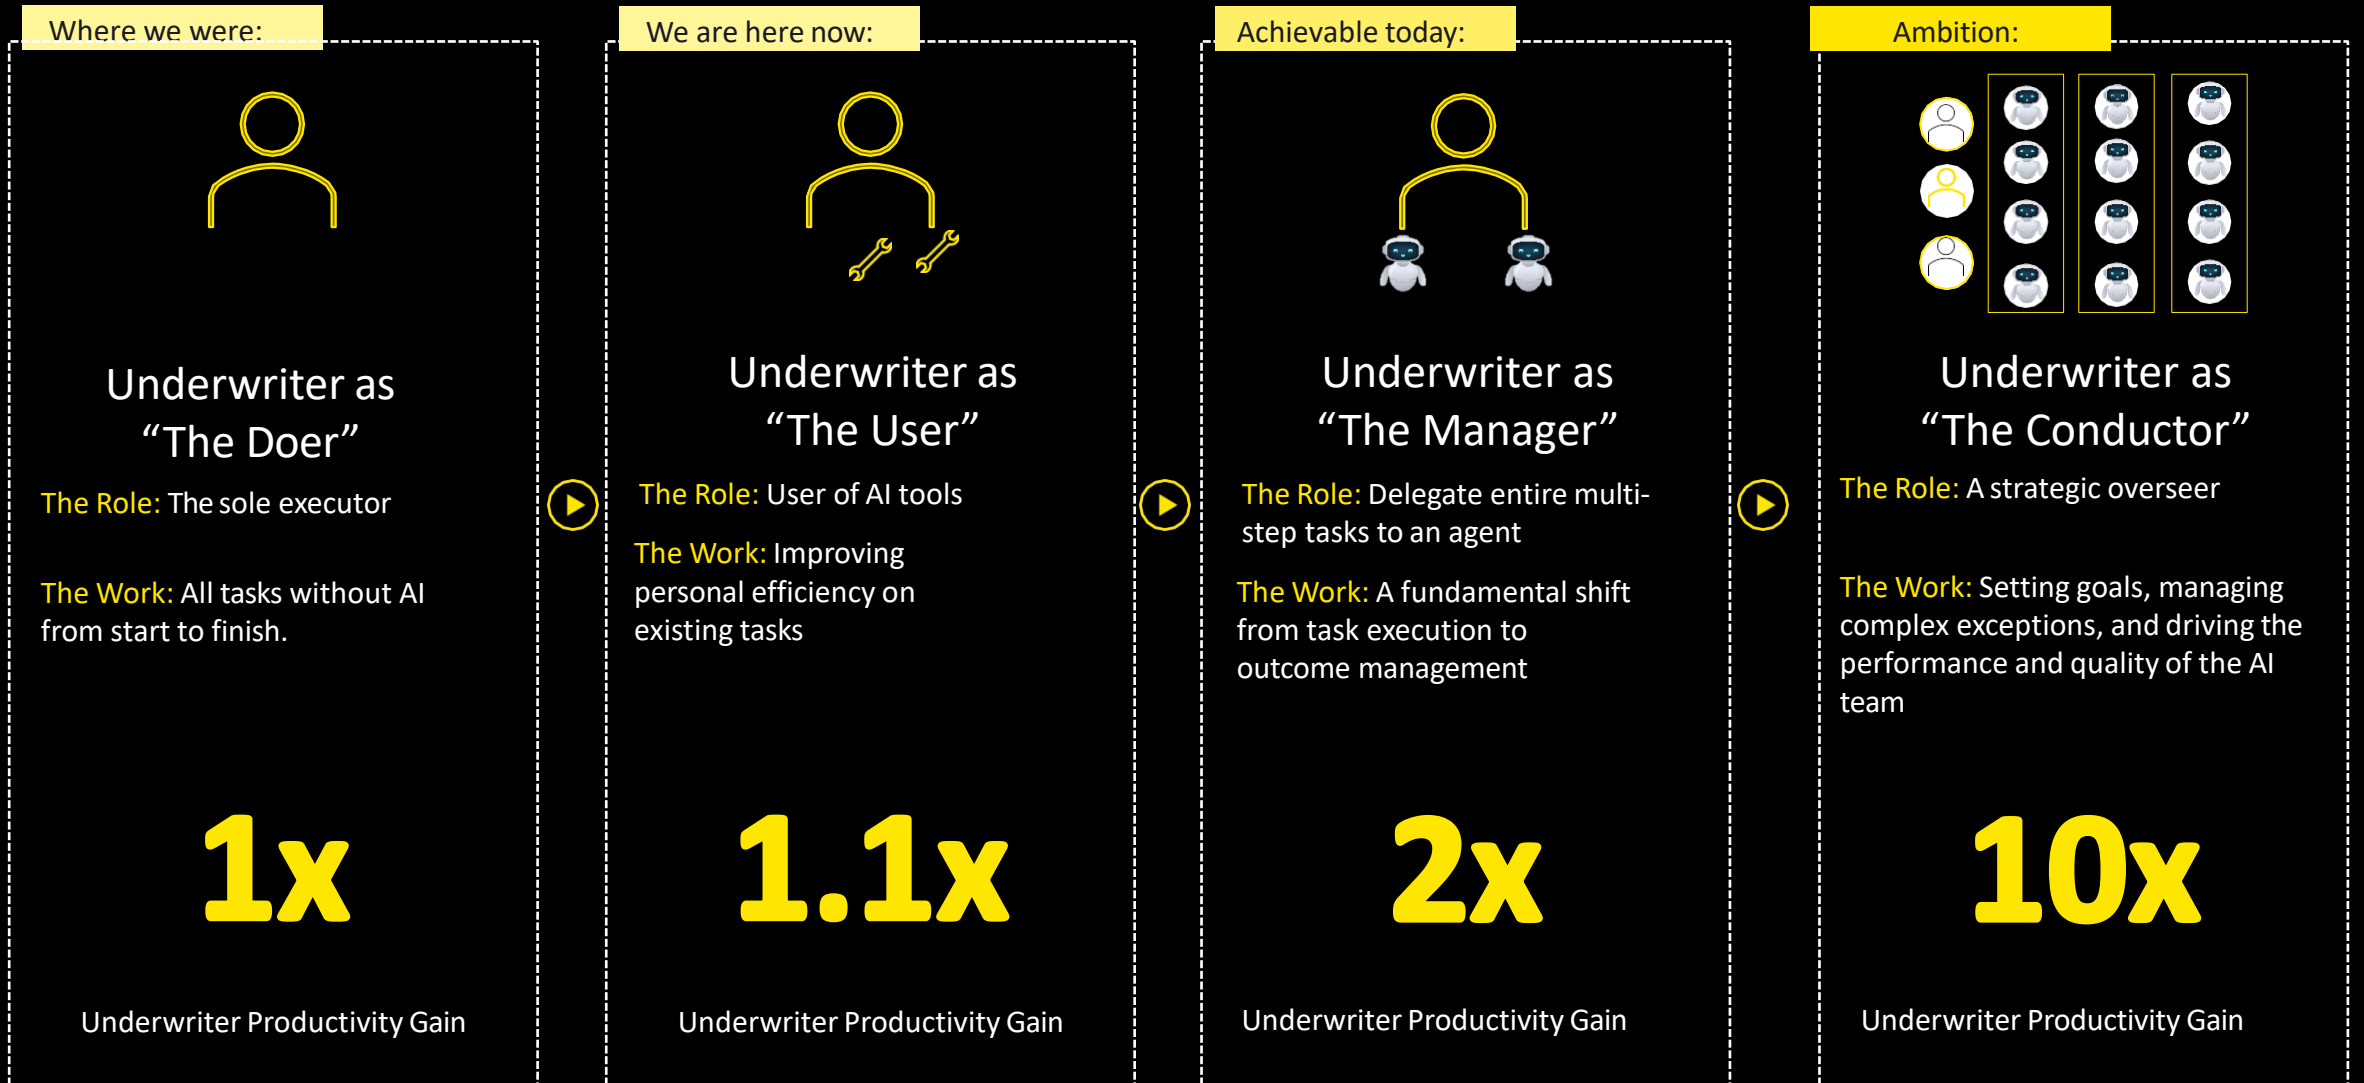 Where we were:
Underwriter as
“The Doer”
The Role: The sole executor
The Work: All tasks without AI
from start to finish.
1x
Underwriter Productivity Gain
We are here now:
Underwriter as
“The User”
The Role: User of AI tools
The Work: Improving
personal efficiency on
existing tasks
1.1x
Underwriter Productivity Gain
Achievable today:
Underwriter as
“The Manager”
The Role: Delegate entire multi-
step tasks to an agent
The Work: A fundamental shift
from task execution to
outcome management
2x
Underwriter Productivity Gain
Ambition:
Underwriter as
“The Conductor”
The Role: A strategic overseer
The Work: Setting goals, managing
complex exceptions, and driving the
performance and quality of the AI
team
10x
Underwriter Productivity Gain